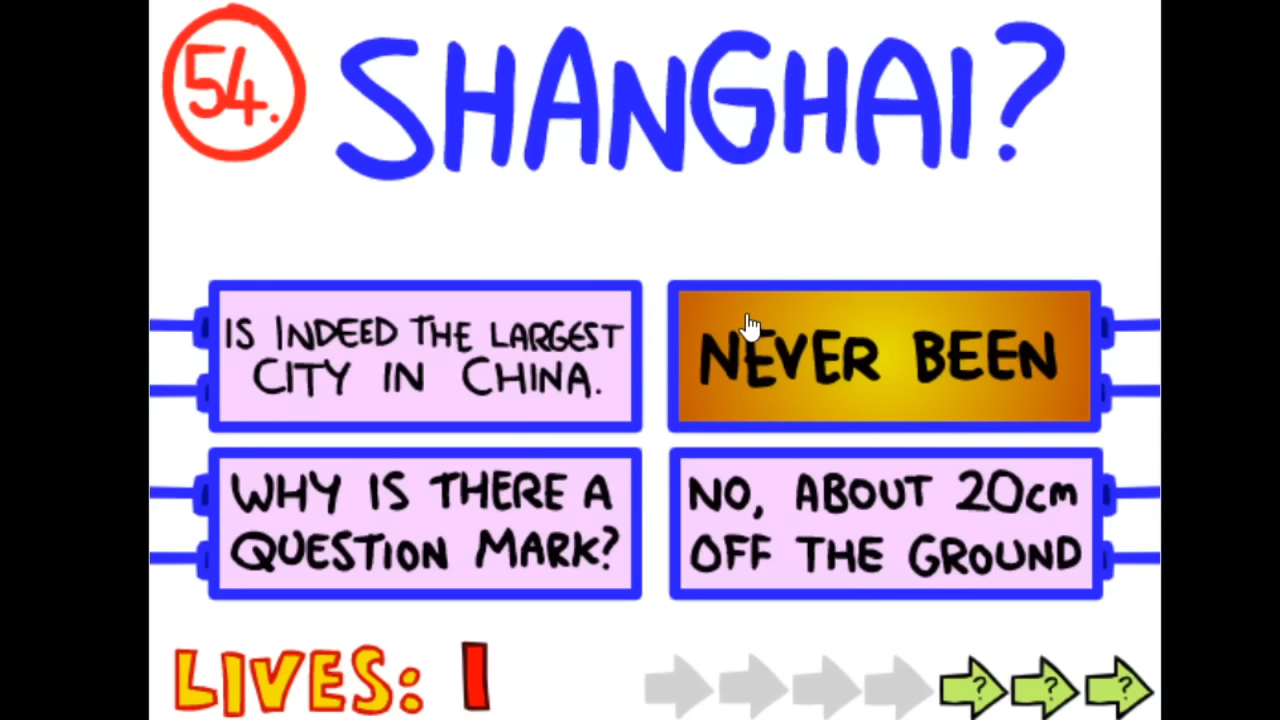 54. SHANGHAI?
IS INDEED THE LARGEST
CITY IN CHINA.
NEVER BEEN
WHY IS THERE A
QUESTION MARK?
NO, ABOUT 20cm
OFF THE GROUND
LIVES: 1
? ? ?